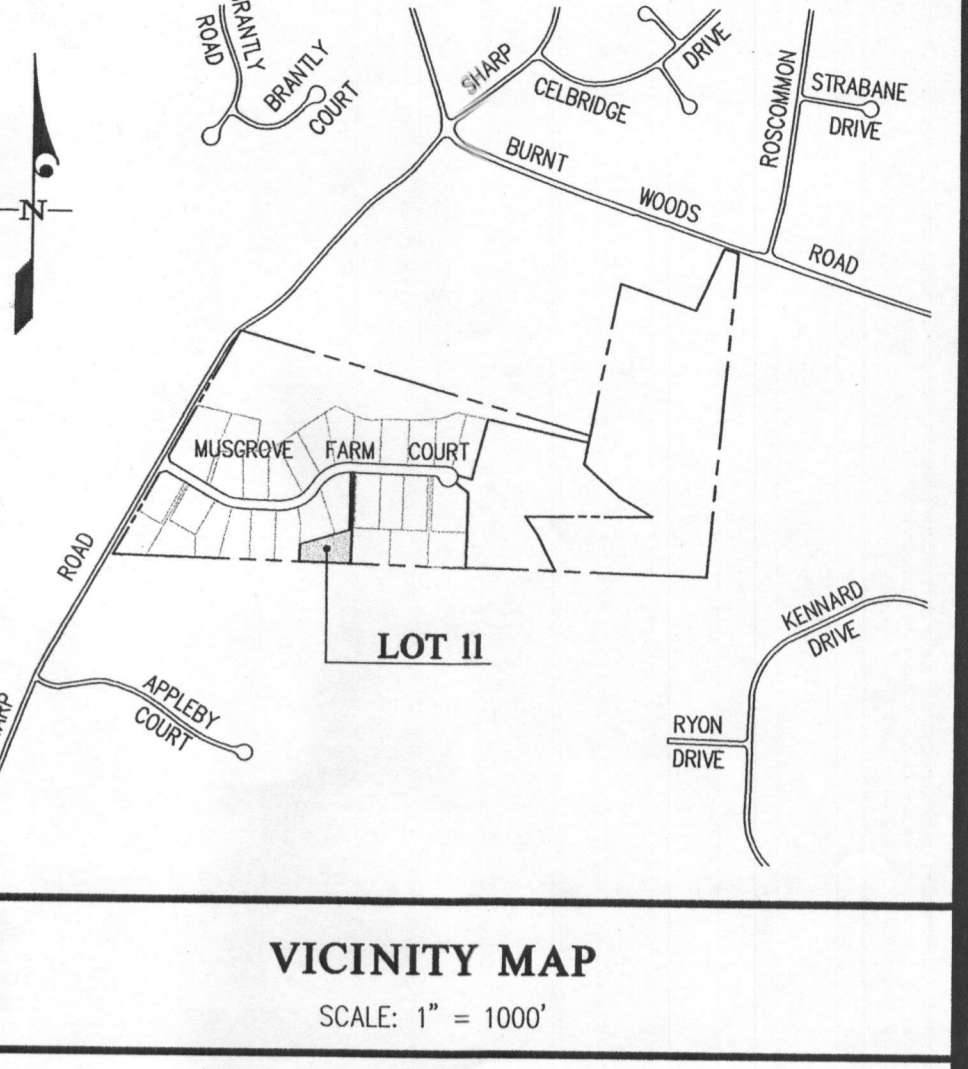 BRANTLY
ROAD
BRANTLY
COURT
SHARP
CELBRIDGE
DRIVE
ROSCOMMON
STRABANE
DRIVE
BURNT WOODS ROAD
N
MUSGROVE FARM COURT
ROAD
LOT 11
KENNARD
DRIVE
APPLEBY
COURT
RYON
DRIVE
ARP
VICINITY MAP
SCALE: 1" = 1000'